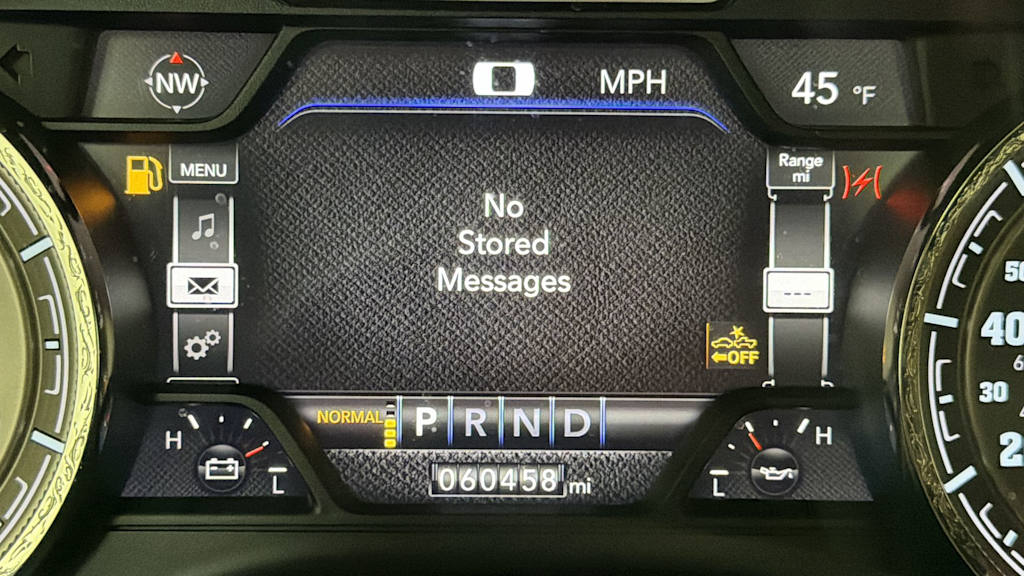 NW
MPH
45 °F
MENU
Range
mi
No
Stored
Messages
---
←OFF
NORMAL
P R N D
H
L
060458 mi
H
L
50
40
30